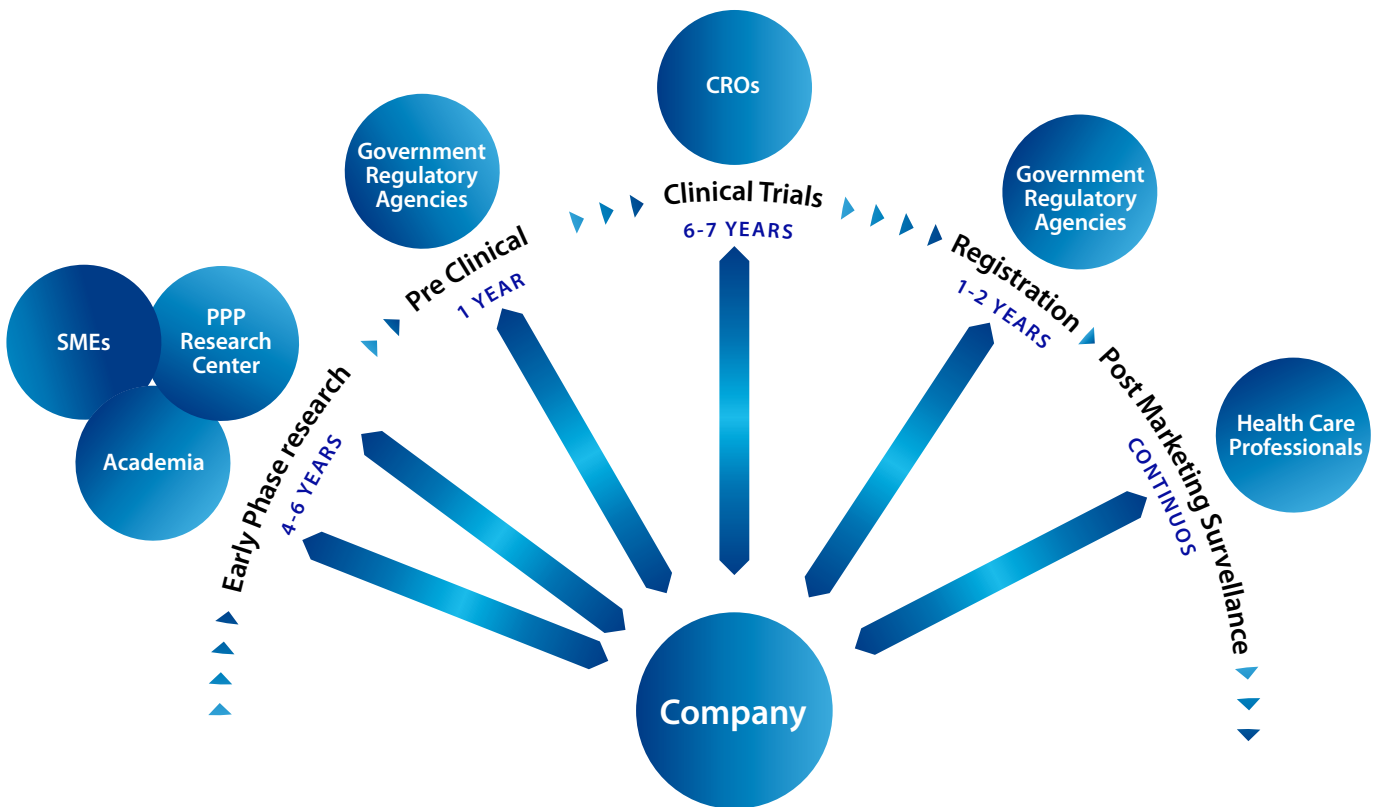 CROs
Government
Regulatory
Agencies
Clinical Trials
6-7 YEARS
Government
Regulatory
Agencies
Pre Clinical
1 YEAR
Registration
1-2 YEARS
SMEs
PPP
Research
Center
Academia
Early Phase research
4-6 YEARS
Post Marketing Survellance
CONTINUOS
Health Care
Professionals
Company